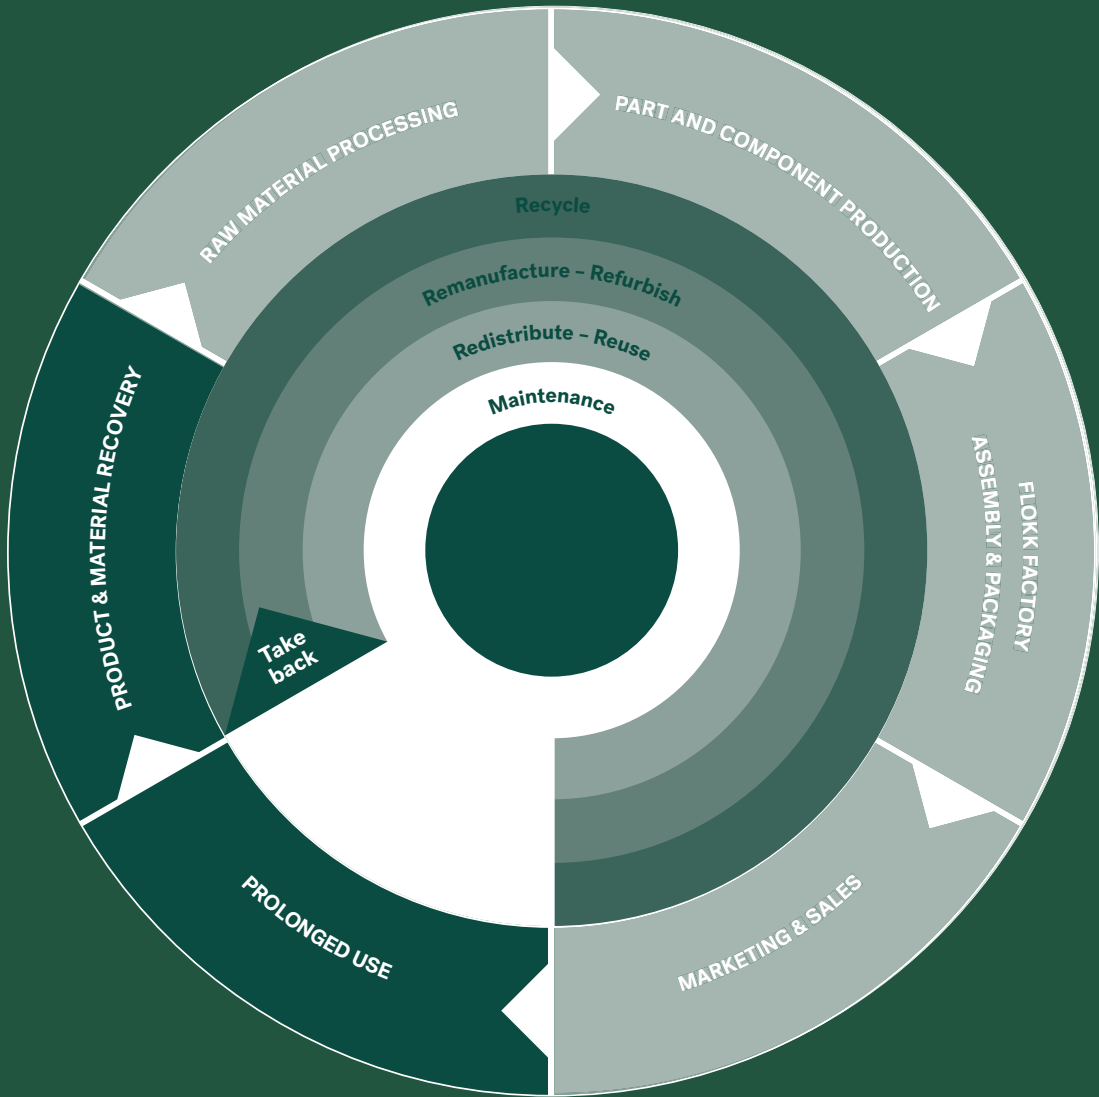 RAW MATERIAL PROCESSING
PART AND COMPONENT PRODUCTION
FLOKK FACTORY
ASSEMBLY & PACKAGING
MARKETING & SALES
PROLONGED USE
PRODUCT & MATERIAL RECOVERY
Recycle
Remanufacture – Refurbish
Redistribute – Reuse
Maintenance
Take
back